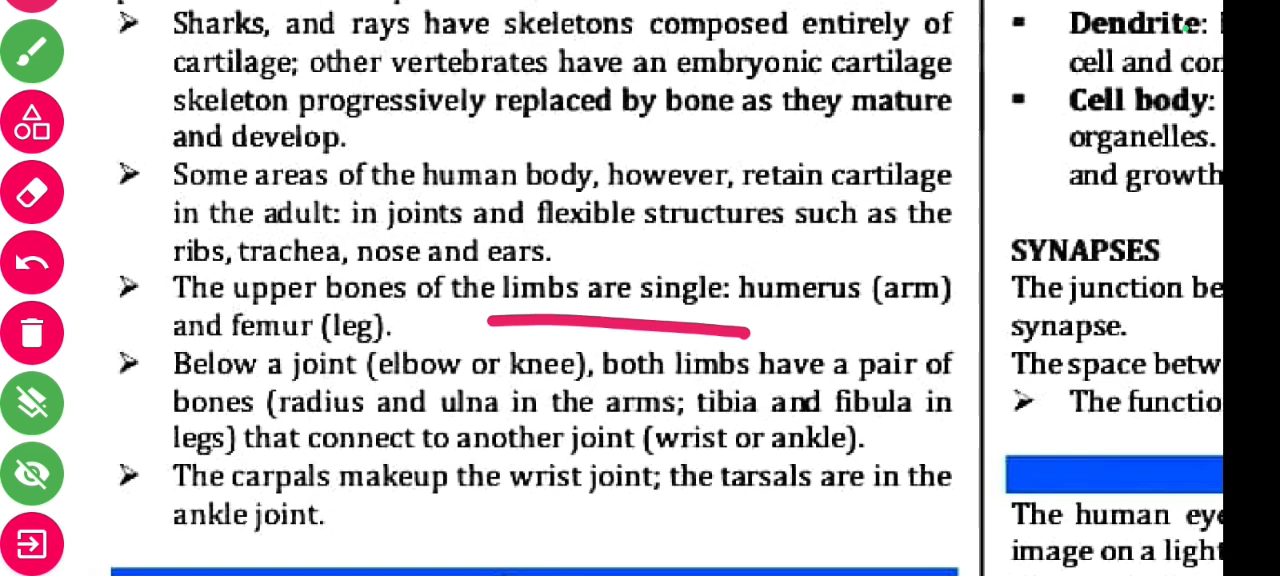 Sharks, and rays have skeletons composed entirely of
cartilage; other vertebrates have an embryonic cartilage
skeleton progressively replaced by bone as they mature
and develop.
Some areas of the human body, however, retain cartilage
in the adult: in joints and flexible structures such as the
ribs, trachea, nose and ears.
The upper bones of the limbs are single: humerus (arm)
and femur (leg).
Below a joint (elbow or knee), both limbs have a pair of
bones (radius and ulna in the arms; tibia and fibula in
legs) that connect to another joint (wrist or ankle).
The carpals makeup the wrist joint; the tarsals are in the
ankle joint.
Dendrite:
cell and
Cell body:
organelles.
and growth
SYNAPSES
The junction
synapse.
The space
The
The human
image on a light